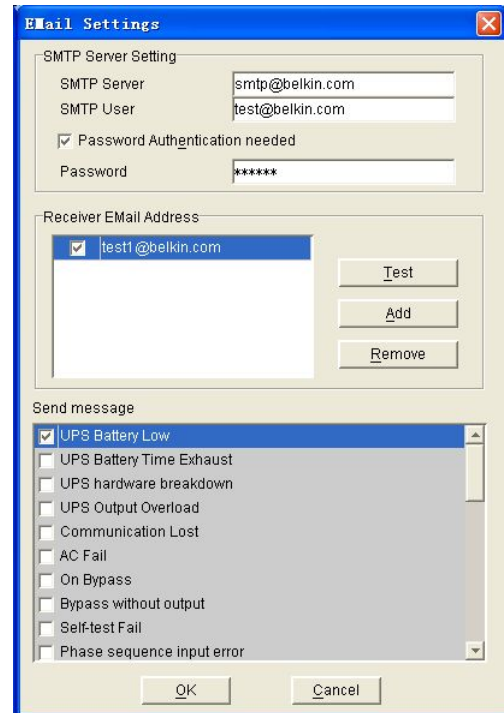 EMail Settings
SMTP Server Setting
SMTP Server smtp@belkin.com
SMTP User test@belkin.com
Password Authentication needed
Password ******
Receiver EMail Address
test1@belkin.com
Test
Add
Remove
Send message
UPS Battery Low
UPS Battery Time Exhaust
UPS hardware breakdown
UPS Output Overload
Communication Lost
AC Fail
On Bypass
Bypass without output
Self-test Fail
Phase sequence input error
OK Cancel